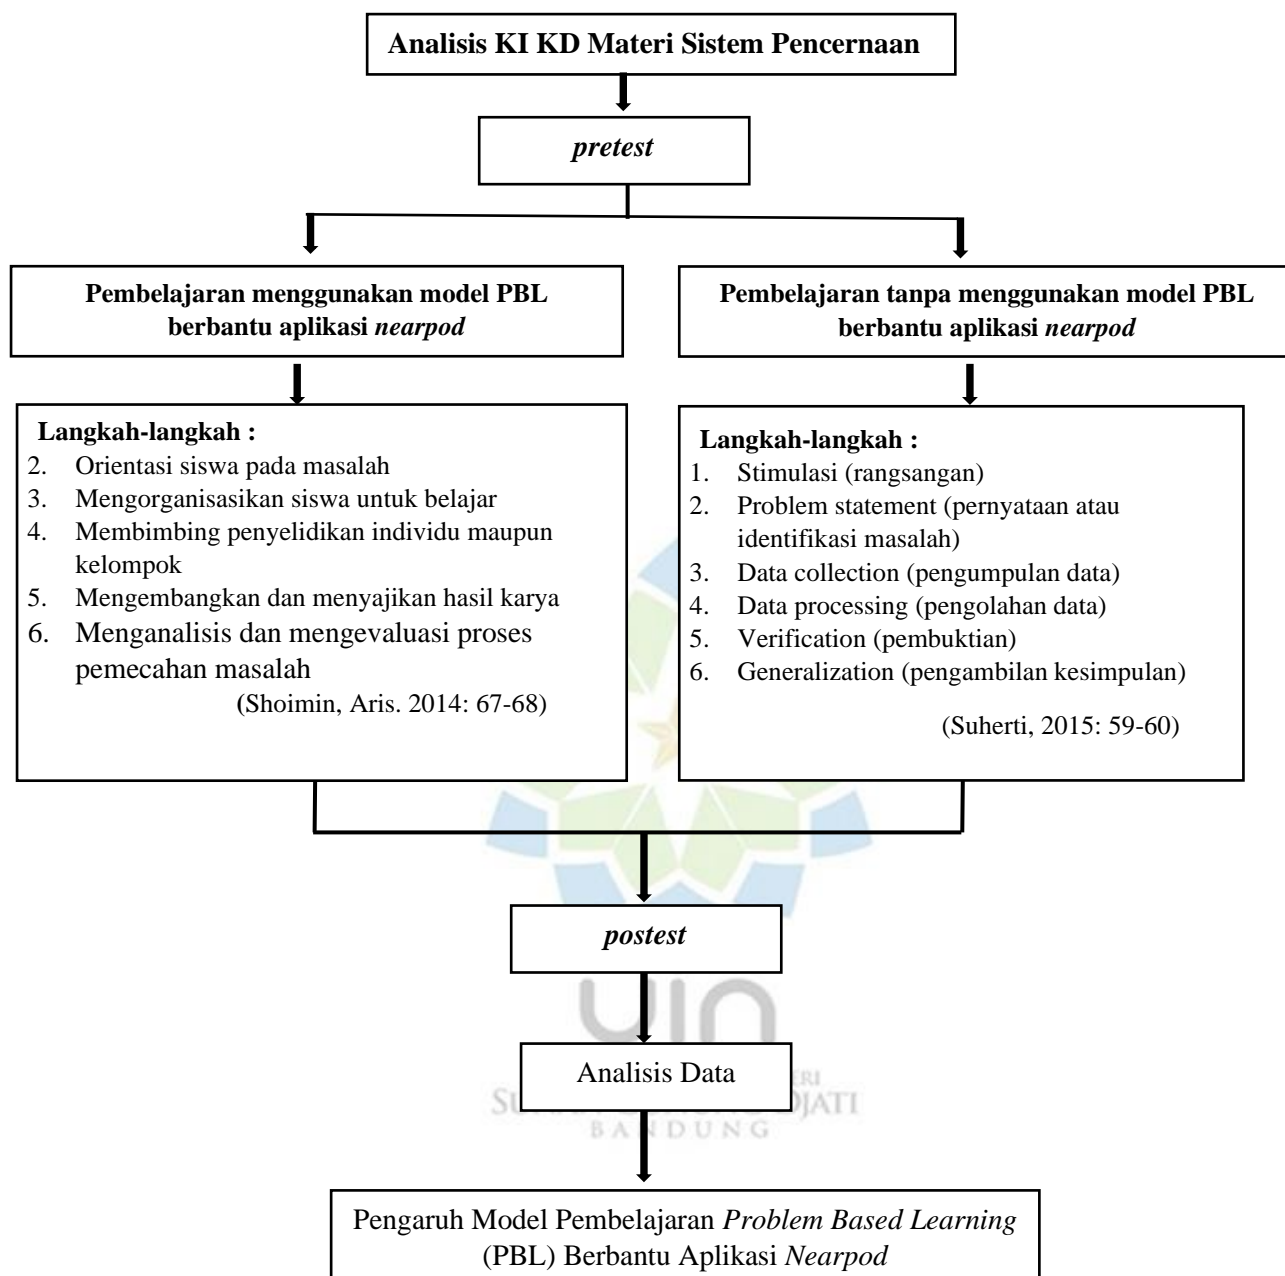 Analisis KI KD Materi Sistem Pencernaan
pretest
Pembelajaran menggunakan model PBL
berbantu aplikasi nearpod
Pembelajaran tanpa menggunakan model PBL
berbantu aplikasi nearpod
Langkah-langkah :
2. Orientasi siswa pada masalah
3. Mengorganisasikan siswa untuk belajar
4. Membimbing penyelidikan individu maupun
kelompok
5. Mengembangkan dan menyajikan hasil karya
6. Menganalisis dan mengevaluasi proses
pemecahan masalah
(Shoimin, Aris. 2014: 67-68)
Langkah-langkah :
1. Stimulasi (rangsangan)
2. Problem statement (pernyataan atau
identifikasi masalah)
3. Data collection (pengumpulan data)
4. Data processing (pengolahan data)
5. Verification (pembuktian)
6. Generalization (pengambilan kesimpulan)
(Suherti, 2015: 59-60)
postest
uin
Analisis Data
DJATI
BANDUNG
Pengaruh Model Pembelajaran Problem Based Learning
(PBL) Berbantu Aplikasi Nearpod